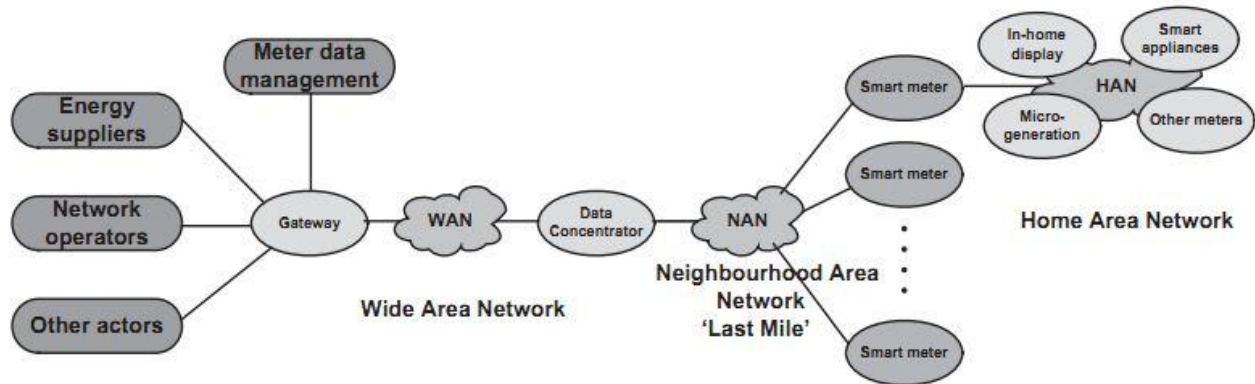 Meter data
management
Energy
suppliers
Network
operators
Other actors
Gateway
WAN
Wide Area Network
Data
Concentrator
NAN
Neighbourhood Area
Network
‘Last Mile’
Smart meter
Smart meter
Smart meter
In-home
display
Smart
appliances
HAN
Micro-
generation
Other meters
Home Area Network